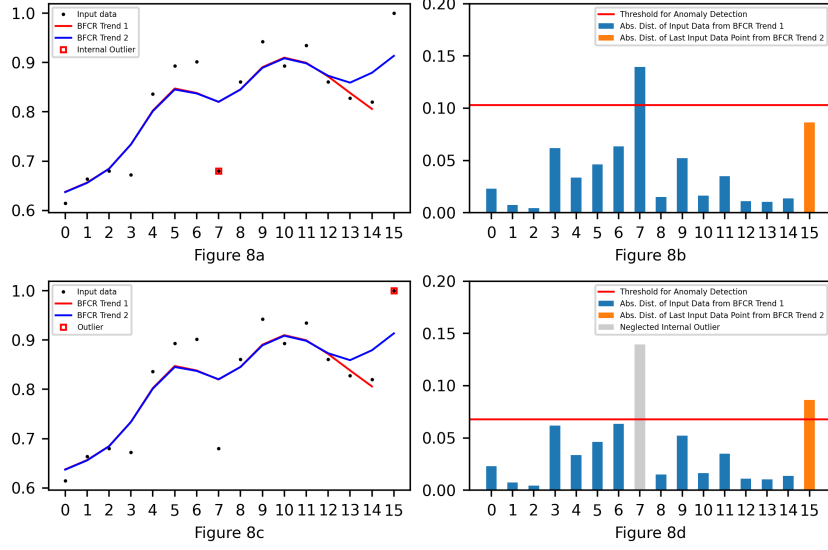 1.0
0.9
0.8
0.7
0.6
Input data
BFCR Trend 1
BFCR Trend 2
Internal Outlier
0 1 2 3 4 5 6 7 8 9 10 11 12 13 14 15
Figure 8a
0.20
0.15
0.10
0.05
0.00
Threshold for Anomaly Detection
Abs. Dist. of Input Data from BFCR Trend 1
Abs. Dist. of Last Input Data Point from BFCR Trend 2
0 1 2 3 4 5 6 7 8 9 10 11 12 13 14 15
Figure 8b
1.0
0.9
0.8
0.7
0.6
Input data
BFCR Trend 1
BFCR Trend 2
Outlier
0 1 2 3 4 5 6 7 8 9 10 11 12 13 14 15
Figure 8c
0.20
0.15
0.10
0.05
0.00
Threshold for Anomaly Detection
Abs. Dist. of Input Data from BFCR Trend 1
Abs. Dist. of Last Input Data Point from BFCR Trend 2
Neglected Internal Outlier
0 1 2 3 4 5 6 7 8 9 10 11 12 13 14 15
Figure 8d